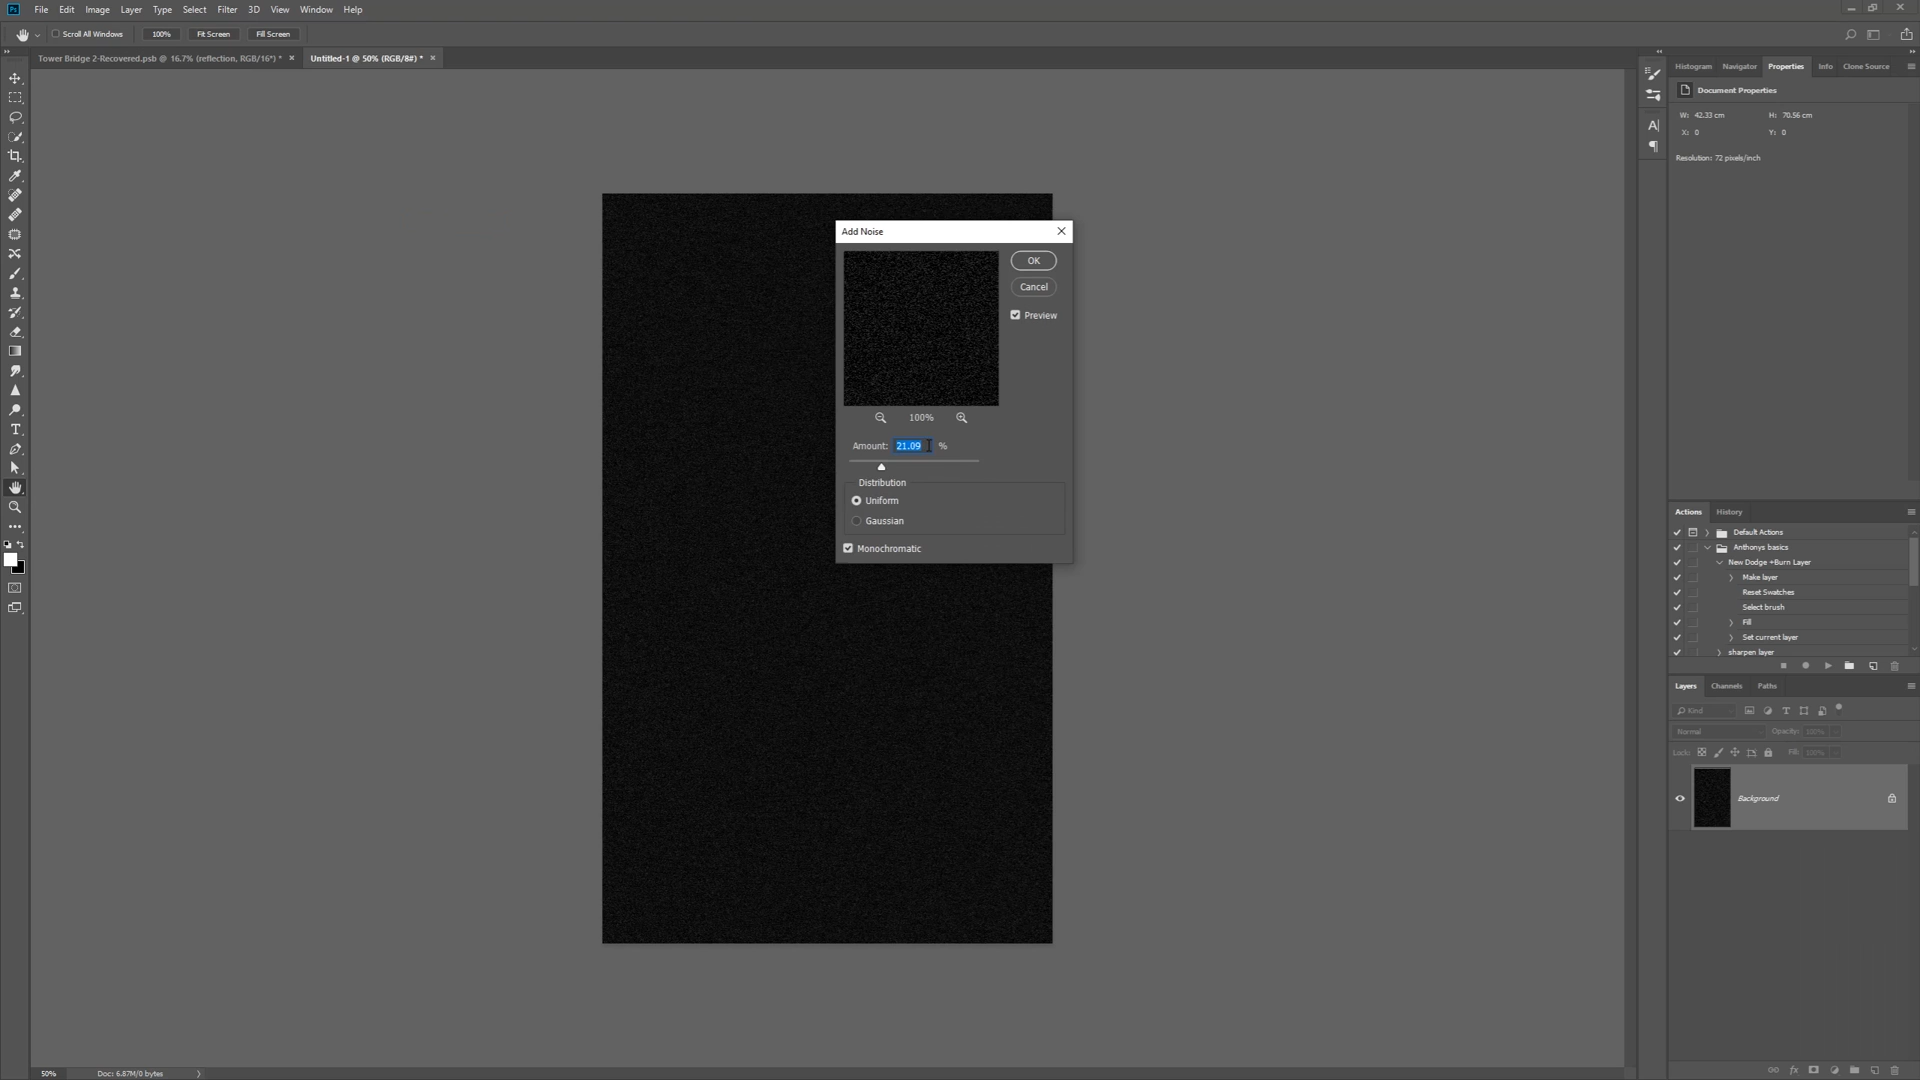 Ps File Edit Image Layer Type Select Filter 3D View Window Help
Scroll All Windows 100% Fit Screen Fill Screen
Tower Bridge 2-Recovered.psb @ 16.7% (reflection, RGB/16*) * × Untitled-1 @ 50% (RGB/8#) * ×
Histogram Navigator Properties Info Clone Source
Document Properties
W: 42.33 cm H: 70.56 cm
X: 0 Y: 0
Resolution: 72 pixels/inch
Add Noise
OK
Cancel
Preview
100%
Amount: 21.09 %
Distribution
Uniform
Gaussian
Monochromatic
Actions History
Default Actions
Anthonys basics
New Dodge +Burn Layer
Make layer
Reset Swatches
Select brush
Fill
Set current layer
sharpen layer
Layers Channels Paths
Kind
Normal Opacity: 100%
Lock: Fill: 100%
Background
50% Doc: 6.87M/0 bytes